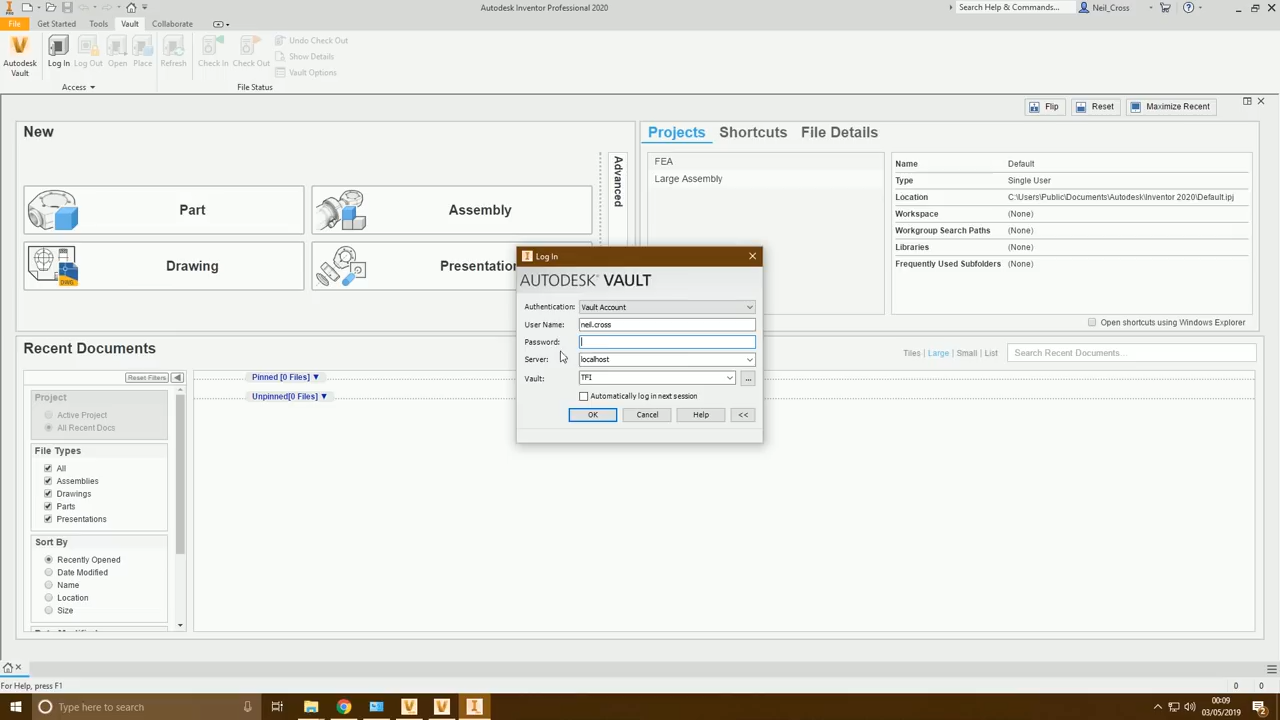 Autodesk Inventor Professional 2020
Search Help & Commands...
Neil_Cross
File
Get Started
Tools
Vault
Collaborate
Autodesk Vault
Log In
Log Out
Open
Place
Refresh
Check In
Check Out
Undo Check Out
Show Details
Vault Options
Access
File Status
Flip
Reset
Maximize Recent
New
Part
Assembly
Drawing
DWG
Presentation
Advanced
Projects
Shortcuts
File Details
FEA
Large Assembly
Name Default
Type Single User
Location C:\Users\Public\Documents\Autodesk\Inventor 2020\Default.ipj
Workspace (None)
Workgroup Search Paths (None)
Libraries (None)
Frequently Used Subfolders (None)
Open shortcuts using Windows Explorer
Log In
AUTODESK® VAULT
Authentication: Vault Account
User Name: neil.cross
Password:
Server: localhost
Vault: TFI
...
Automatically log in next session
OK
Cancel
Help
<<
Recent Documents
Tiles | Large | Small | List
Search Recent Documents...
Reset Filters
Project
Active Project
All Recent Docs
File Types
All
Assemblies
Drawings
Parts
Presentations
Sort By
Recently Opened
Date Modified
Name
Location
Size
Pinned [0 Files]
Unpinned[0 Files]
For Help, press F1
0 0
Type here to search
00:09
03/05/2019
2